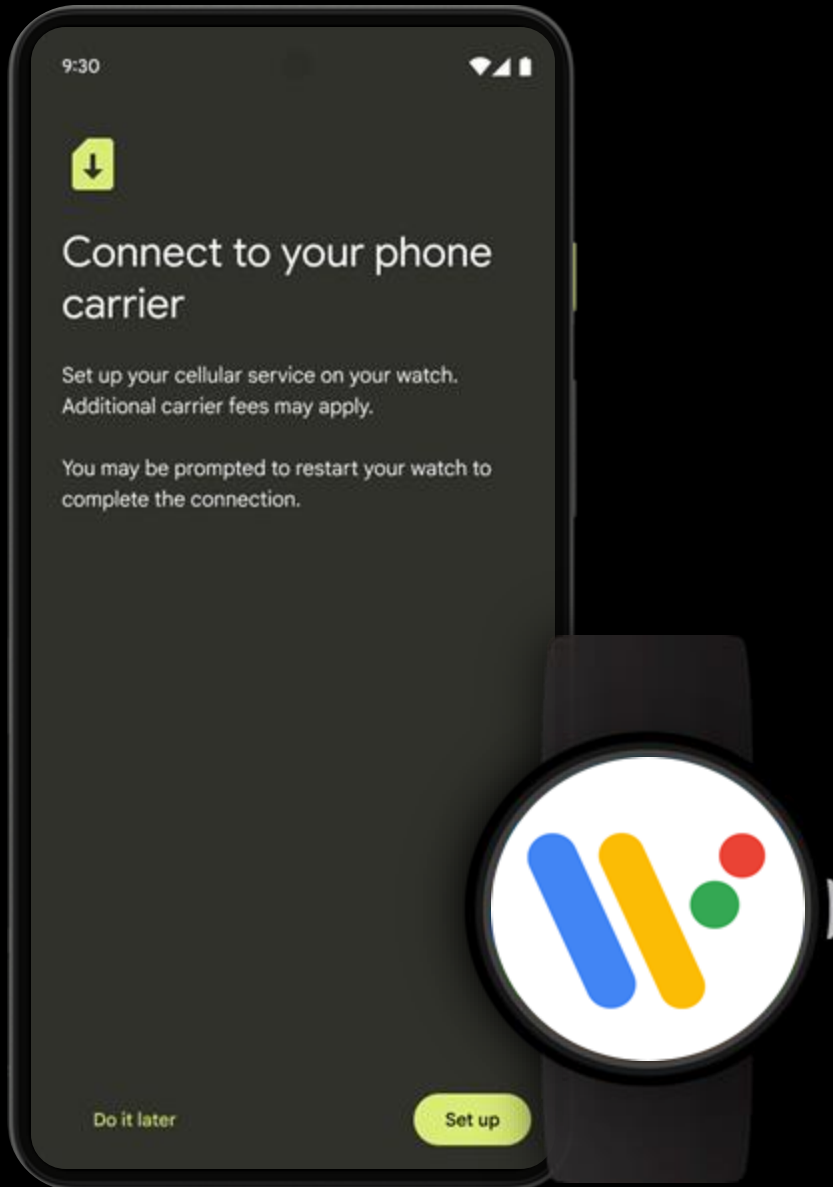 9:30
Connect to your phone
carrier
Set up your cellular service on your watch.
Additional carrier fees may apply.
You may be prompted to restart your watch to
complete the connection.
Do it later
Set up